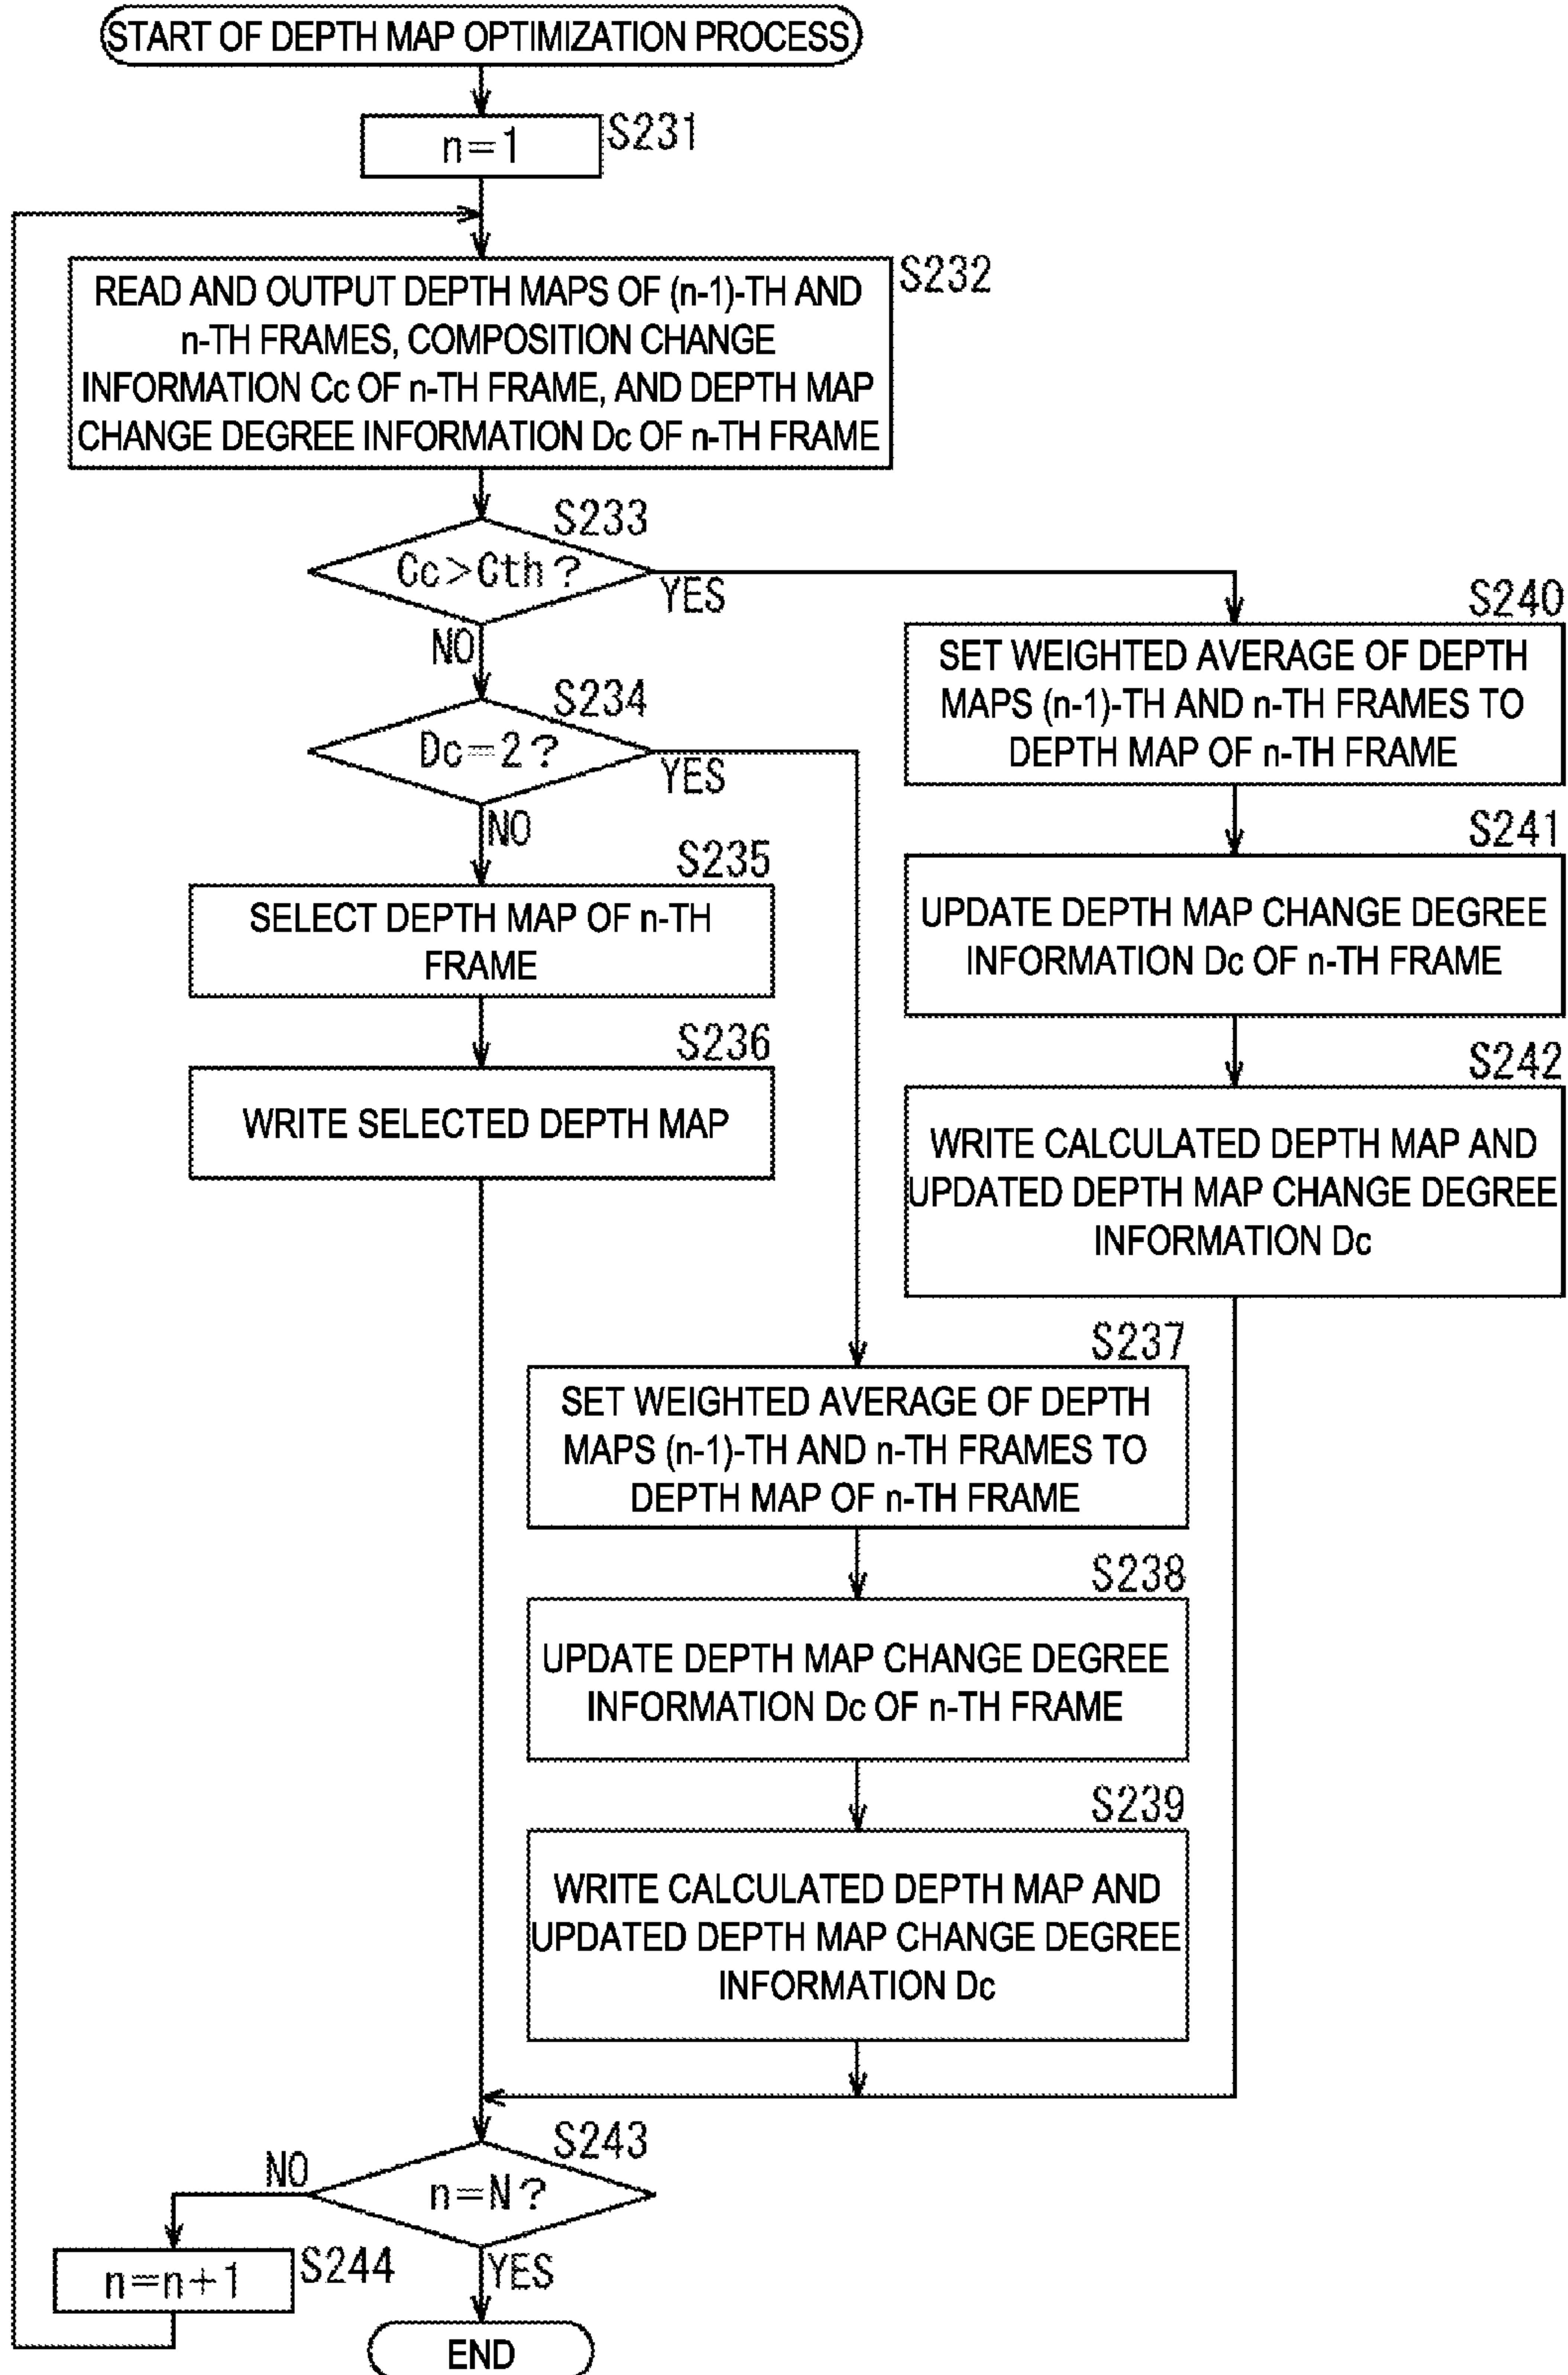 START OF DEPTH MAP OPTIMIZATION PROCESS
n=1
S231
READ AND OUTPUT DEPTH MAPS OF (n-1)-TH AND
n-TH FRAMES, COMPOSITION CHANGE
INFORMATION Cc OF n-TH FRAME, AND DEPTH MAP
CHANGE DEGREE INFORMATION Dc OF n-TH FRAME
S232
S233
Cc>Cth?
YES
NO
S234
Dc=2?
YES
NO
S235
SELECT DEPTH MAP OF n-TH
FRAME
S236
WRITE SELECTED DEPTH MAP
S240
SET WEIGHTED AVERAGE OF DEPTH
MAPS (n-1)-TH AND n-TH FRAMES TO
DEPTH MAP OF n-TH FRAME
S241
UPDATE DEPTH MAP CHANGE DEGREE
INFORMATION Dc OF n-TH FRAME
S242
WRITE CALCULATED DEPTH MAP AND
UPDATED DEPTH MAP CHANGE DEGREE
INFORMATION Dc
S237
SET WEIGHTED AVERAGE OF DEPTH
MAPS (n-1)-TH AND n-TH FRAMES TO
DEPTH MAP OF n-TH FRAME
S238
UPDATE DEPTH MAP CHANGE DEGREE
INFORMATION Dc OF n-TH FRAME
S239
WRITE CALCULATED DEPTH MAP AND
UPDATED DEPTH MAP CHANGE DEGREE
INFORMATION Dc
S243
n=N?
NO
YES
n=n+1
S244
END